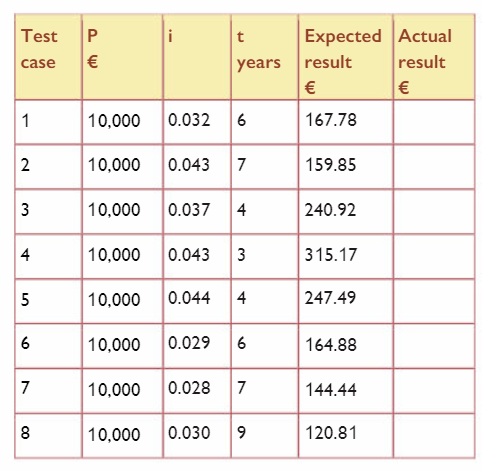 Test case P € i t years Expected result € Actual result €
1 10,000 0.032 6 167.78
2 10,000 0.043 7 159.85
3 10,000 0.037 4 240.92
4 10,000 0.043 3 315.17
5 10,000 0.044 4 247.49
6 10,000 0.029 6 164.88
7 10,000 0.028 7 144.44
8 10,000 0.030 9 120.81